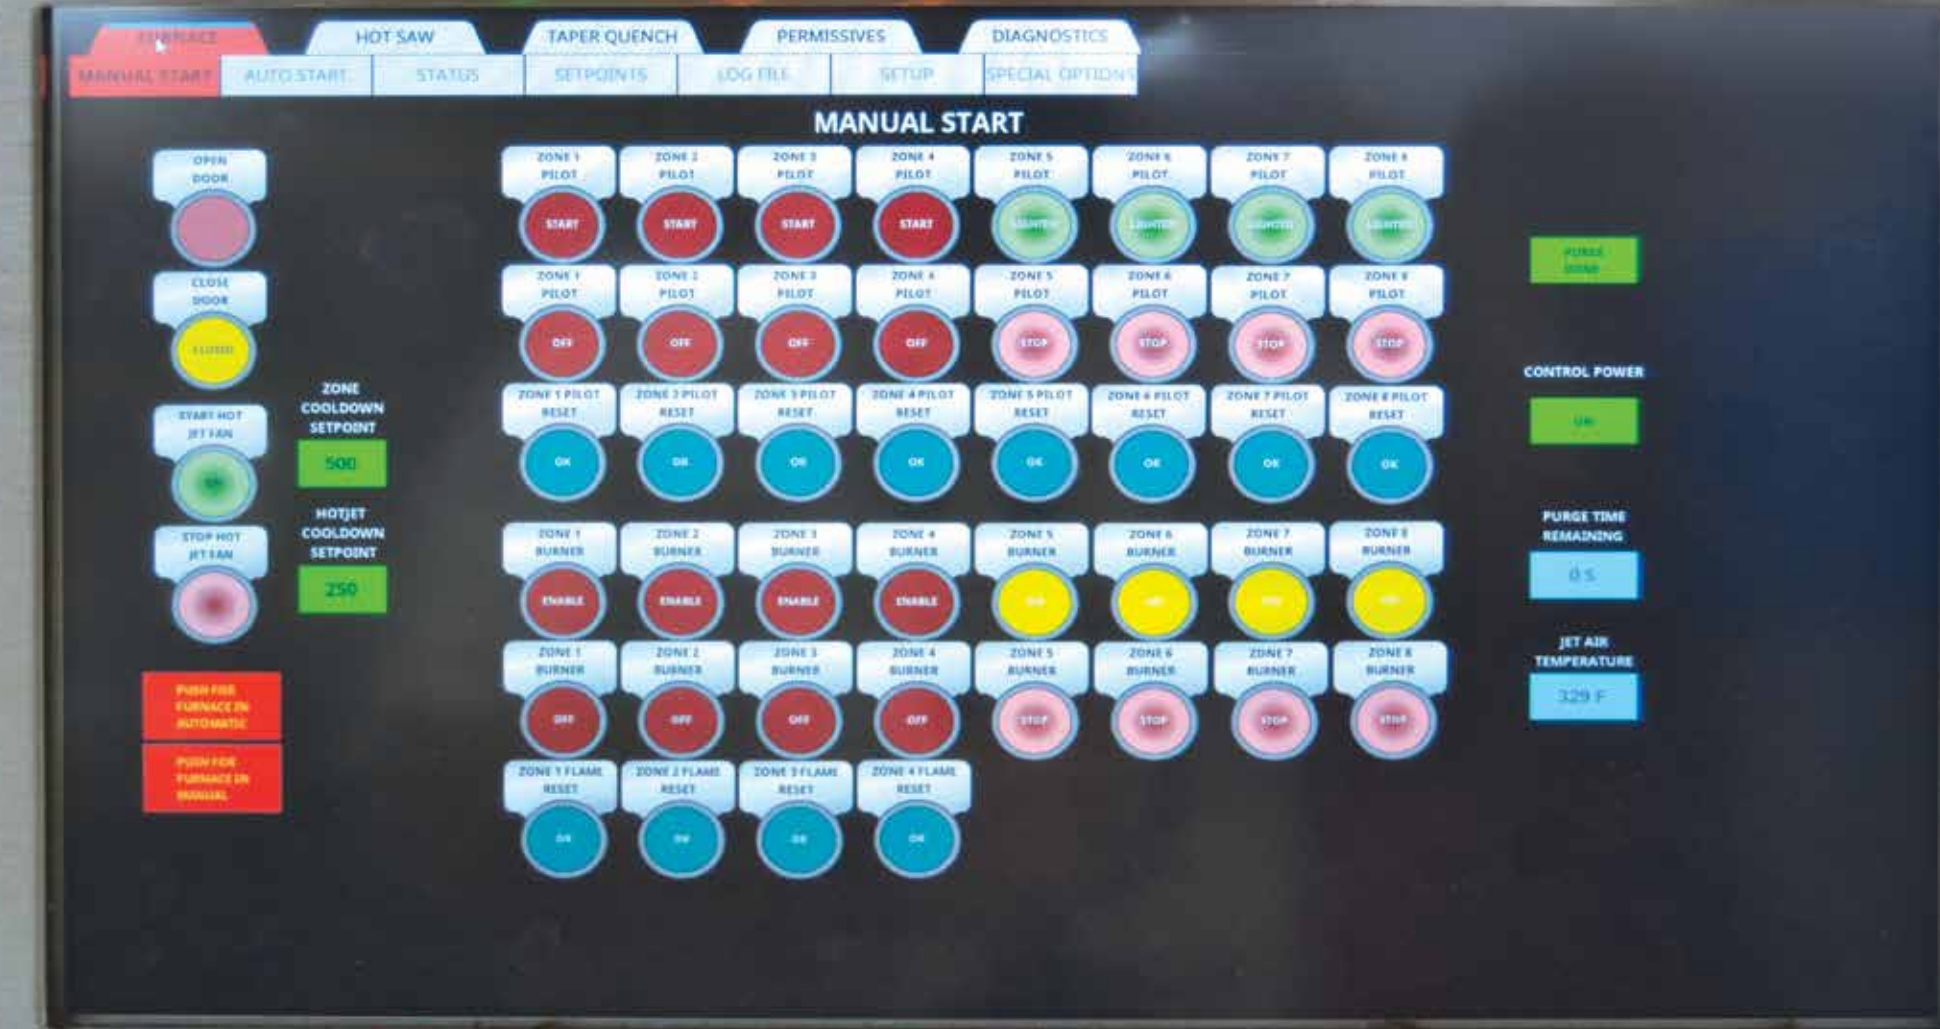 FURNACE HOT SAW TAPER QUENCH PERMISSIVES DIAGNOSTICS
MANUAL START AUTO START STATUS SETPOINTS LOG FILE SETUP SPECIAL OPTIONS
MANUAL START
OPEN
DOOR
CLOSE
DOOR
CLOSED
START HOT
JET FAN
ON
STOP HOT
JET FAN
PUSH FOR
FURNACE IN
AUTOMATIC
PUSH FOR
FURNACE IN
MANUAL
ZONE
COOLDOWN
SETPOINT
500
HOTJET
COOLDOWN
SETPOINT
250
ZONE 1 ZONE 2 ZONE 3 ZONE 4 ZONE 5 ZONE 6 ZONE 7 ZONE 8
PILOT PILOT PILOT PILOT PILOT PILOT PILOT PILOT
START START START START LIGHTED LIGHTED LIGHTED LIGHTED
ZONE 1 ZONE 2 ZONE 3 ZONE 4 ZONE 5 ZONE 6 ZONE 7 ZONE 8
PILOT PILOT PILOT PILOT PILOT PILOT PILOT PILOT
OFF OFF OFF OFF STOP STOP STOP STOP
ZONE 1 PILOT ZONE 2 PILOT ZONE 3 PILOT ZONE 4 PILOT ZONE 5 PILOT ZONE 6 PILOT ZONE 7 PILOT ZONE 8 PILOT
RESET RESET RESET RESET RESET RESET RESET RESET
OK OK OK OK OK OK OK OK
ZONE 1 ZONE 2 ZONE 3 ZONE 4 ZONE 5 ZONE 6 ZONE 7 ZONE 8
BURNER BURNER BURNER BURNER BURNER BURNER BURNER BURNER
ENABLE ENABLE ENABLE ENABLE
ZONE 1 ZONE 2 ZONE 3 ZONE 4 ZONE 5 ZONE 6 ZONE 7 ZONE 8
BURNER BURNER BURNER BURNER BURNER BURNER BURNER BURNER
OFF OFF OFF OFF STOP STOP STOP STOP
ZONE 1 FLAME ZONE 2 FLAME ZONE 3 FLAME ZONE 4 FLAME
RESET RESET RESET RESET
OK OK OK OK
PURGE
DONE
CONTROL POWER
ON
PURGE TIME
REMAINING
0 S
JET AIR
TEMPERATURE
329 F